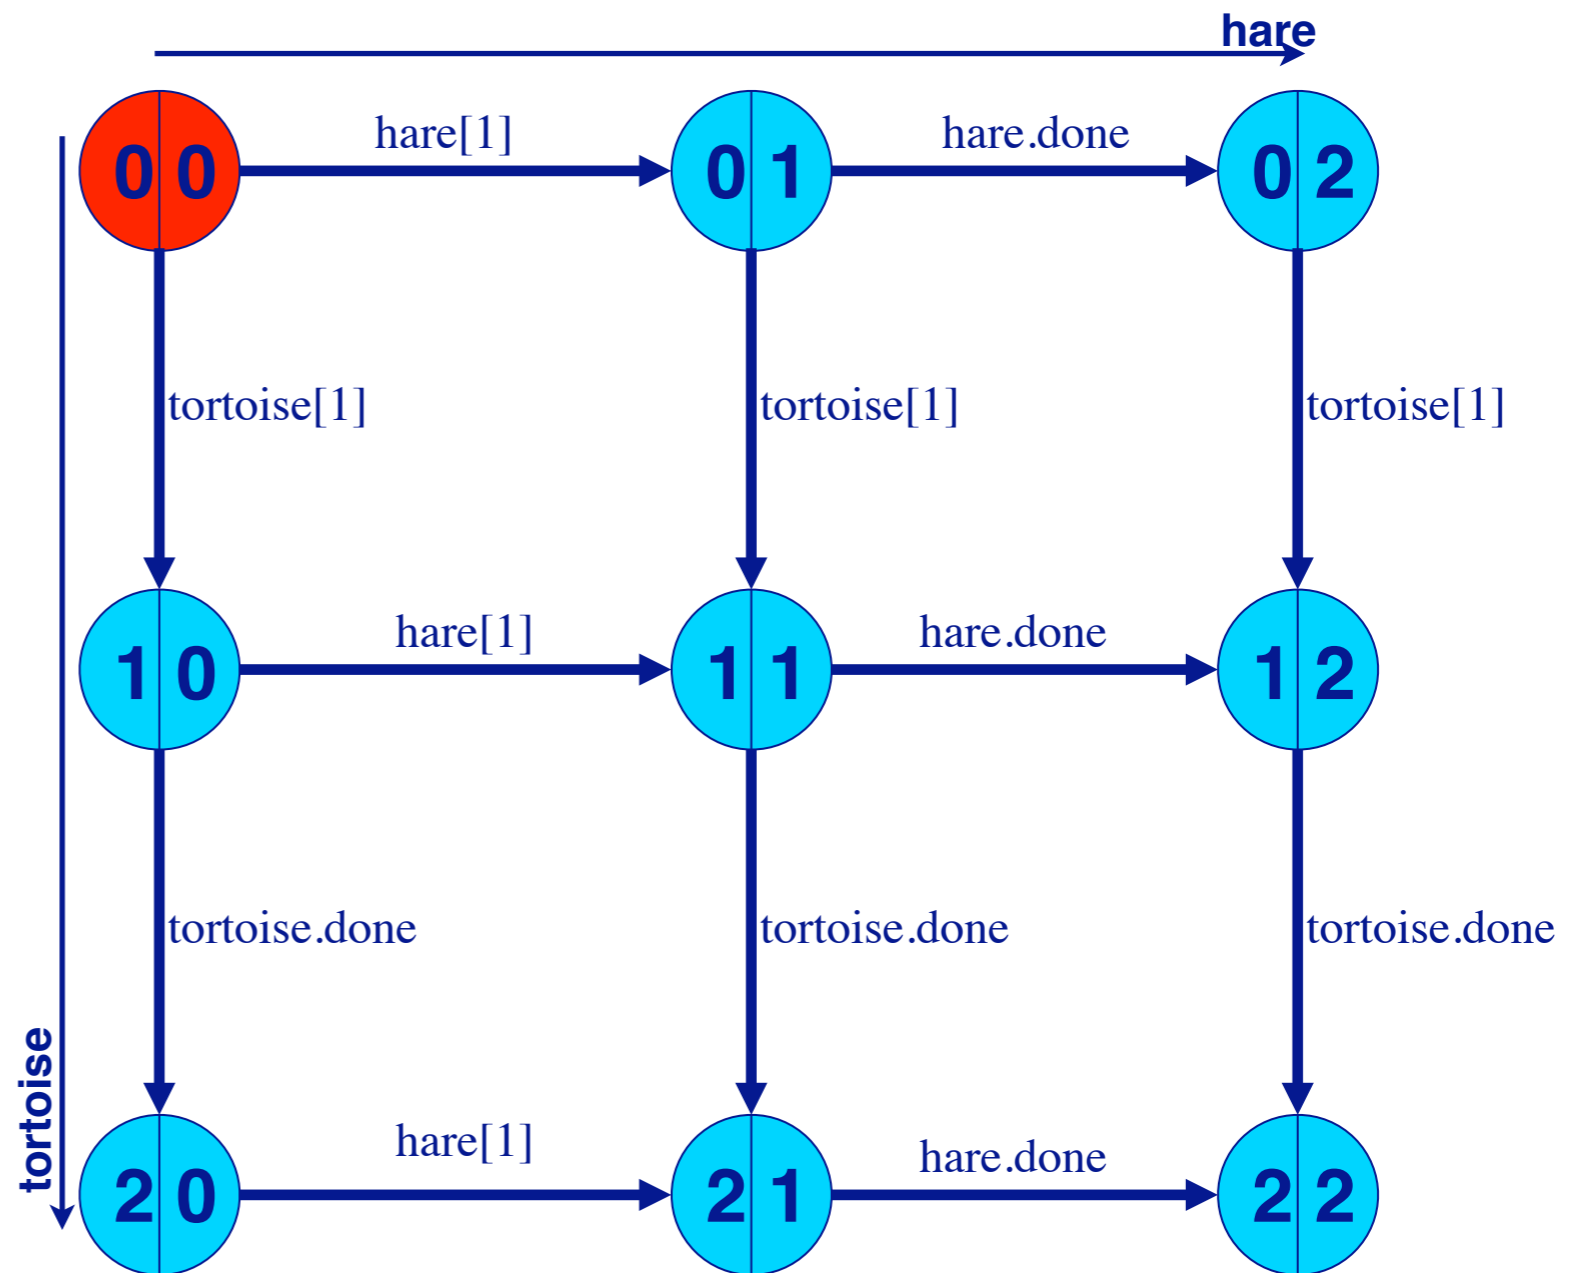 hare
0 0
hare[1]
0 1
hare.done
0 2
tortoise[1]
tortoise[1]
tortoise[1]
1 0
hare[1]
1 1
hare.done
1 2
tortoise.done
tortoise.done
tortoise.done
tortoise
2 0
hare[1]
2 1
hare.done
2 2